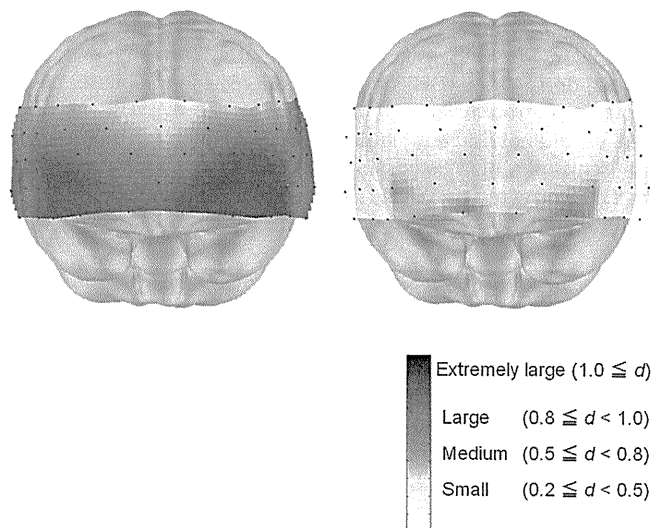 Extremely large (1.0 ≦ d)
Large (0.8 ≦ d < 1.0)
Medium (0.5 ≦ d < 0.8)
Small (0.2 ≦ d < 0.5)